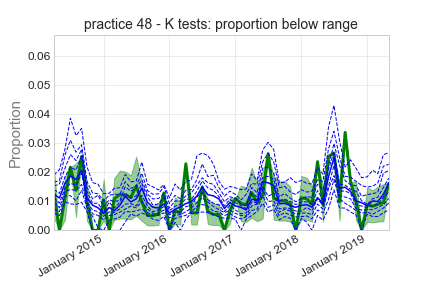 practice 48 - K tests: proportion below range
Proportion
0.06
0.05
0.04
0.03
0.02
0.01
0.00
January 2015
January 2016
January 2017
January 2018
January 2019